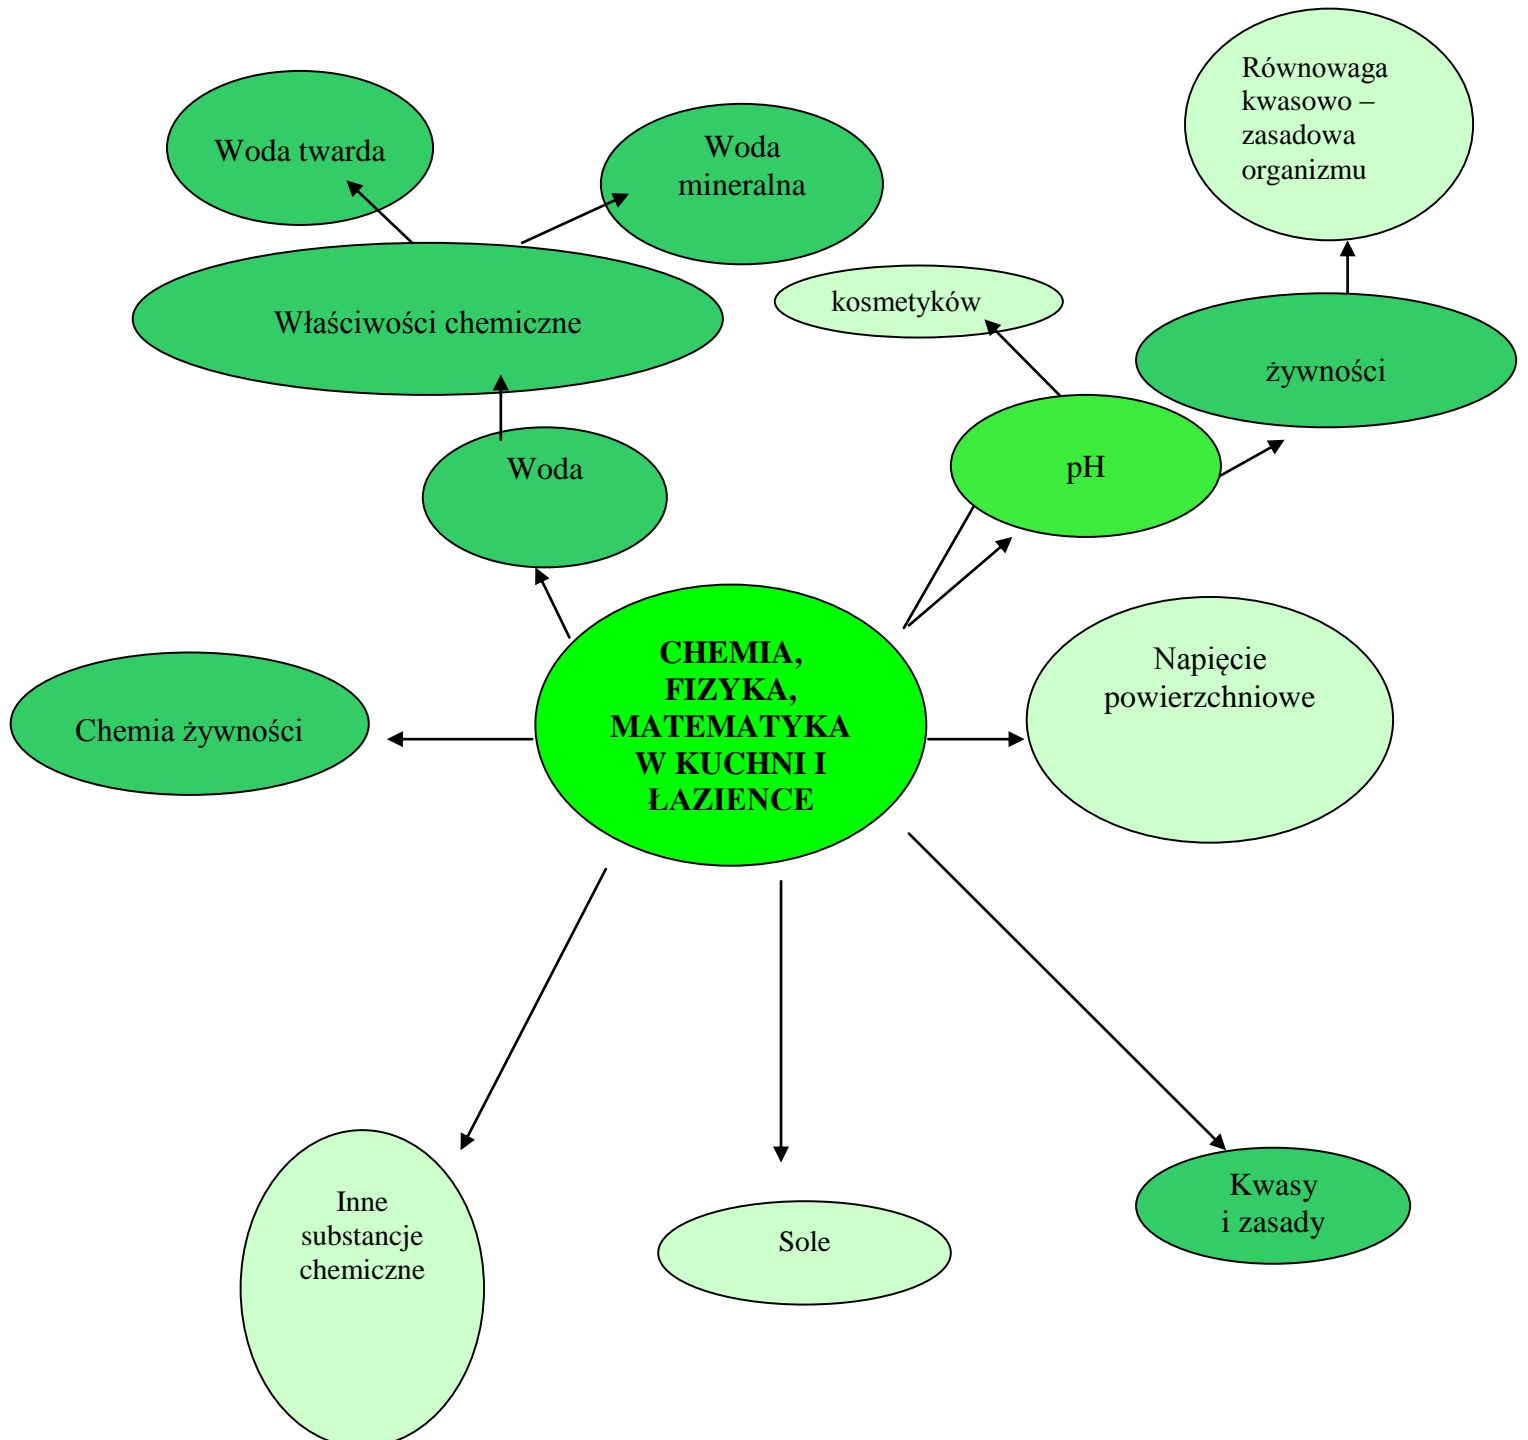 Równowaga
kwasowo –
zasadowa
organizmu
Woda twarda
Woda
mineralna
kosmetyków
Właściwości chemiczne
żywności
Woda
pH
CHEMIA,
FIZYKA,
MATEMATYKA
W KUCHNI I
ŁAZIENCE
Napięcie
powierzchniowe
Chemia żywności
Kwasy
i zasady
Inne
substancje
chemiczne
Sole